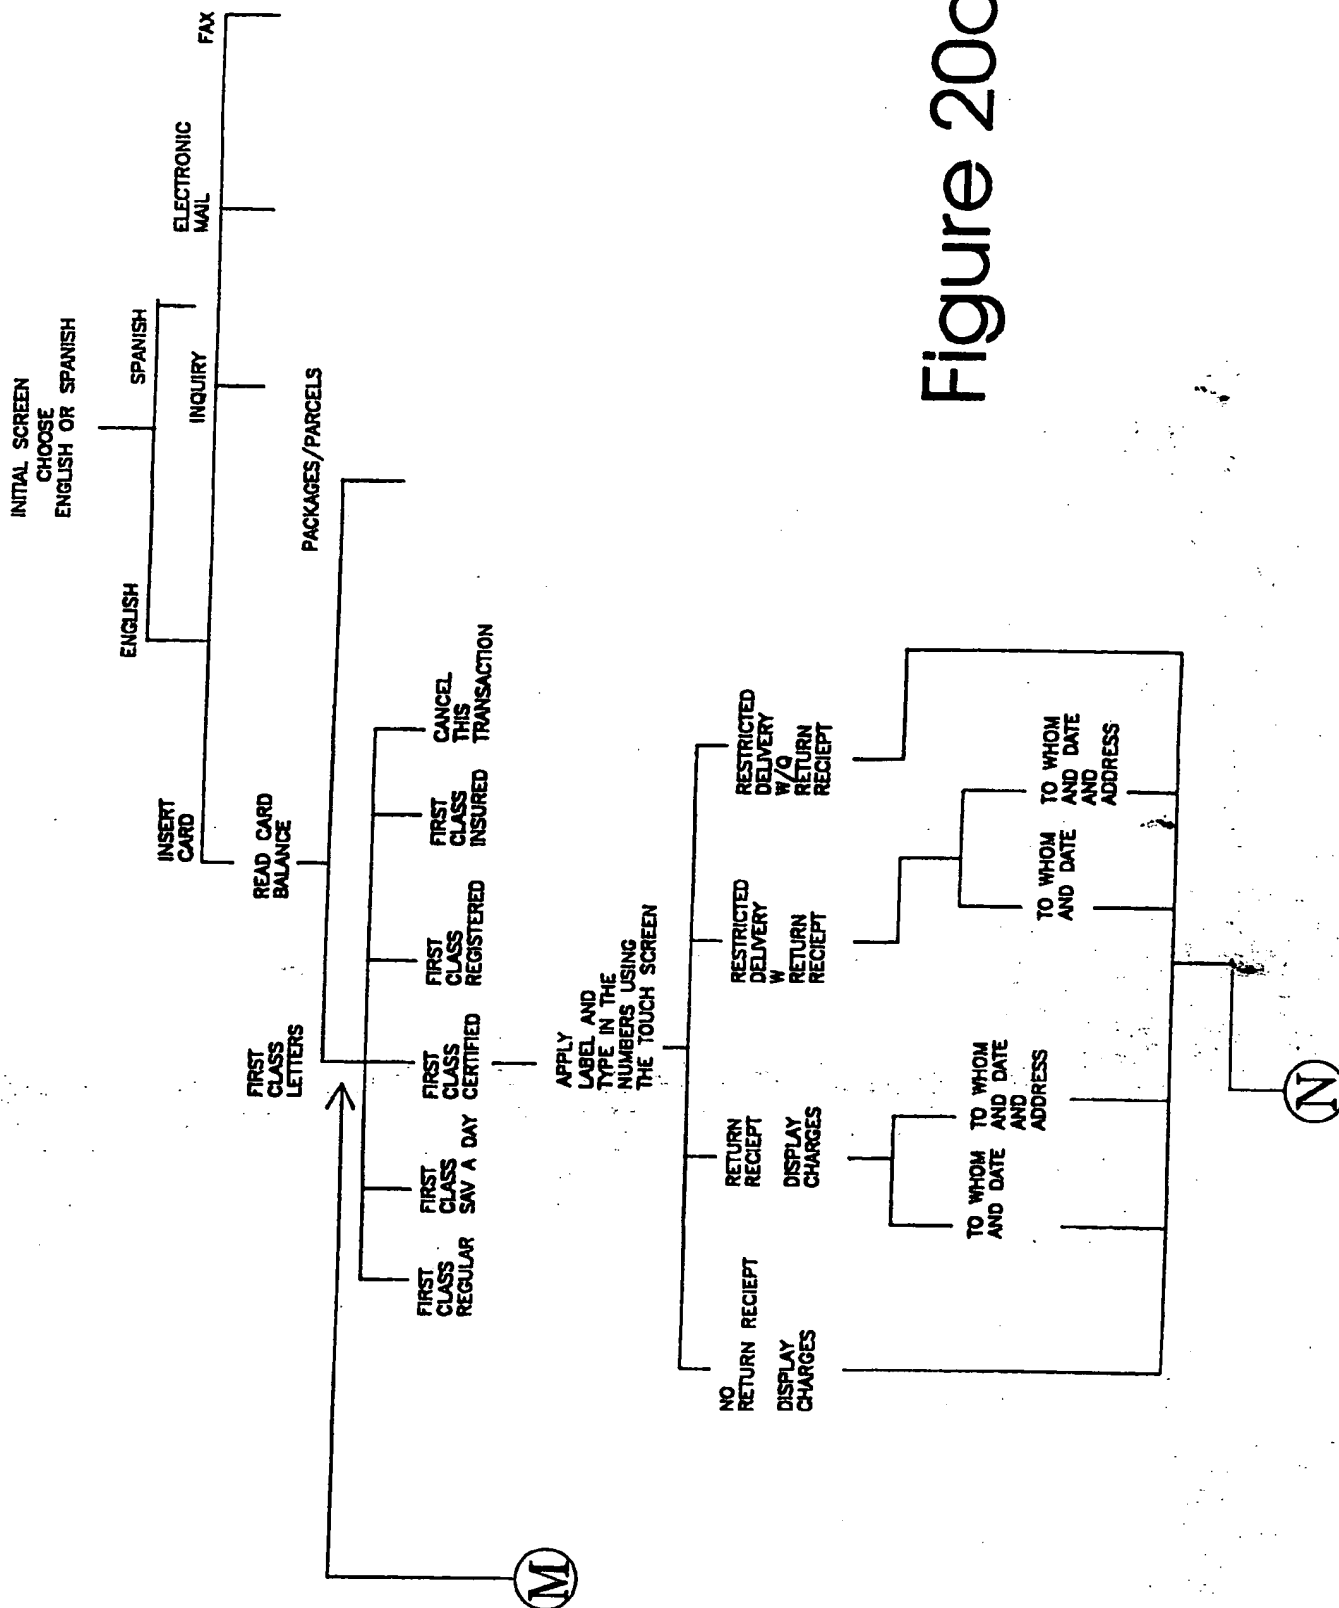 INITIAL SCREEN
CHOOSE
ENGLISH OR SPANISH
ENGLISH
SPANISH
INSERT
CARD
INQUIRY
ELECTRONIC
MAIL
FAX
READ CARD
BALANCE
FIRST
CLASS
LETTERS
PACKAGES/PARCELS
FIRST
CLASS
REGULAR
FIRST
CLASS
SAV A DAY
FIRST
CLASS
CERTIFIED
FIRST
CLASS
REGISTERED
FIRST
CLASS
INSURED
CANCEL
THIS
TRANSACTION
M
APPLY
LABEL AND
TYPE IN THE
NUMBERS USING
THE TOUCH SCREEN
NO
RETURN RECIEPT
DISPLAY
CHARGES
RETURN
RECIEPT
DISPLAY
CHARGES
RESTRICTED
DELIVERY
W
RETURN
RECIEPT
RESTRICTED
DELIVERY
W/O
RETURN
RECIEPT
TO WHOM
AND DATE
TO WHOM
AND DATE
AND
ADDRESS
TO WHOM
AND DATE
TO WHOM
AND DATE
AND
ADDRESS
N
Figure 20